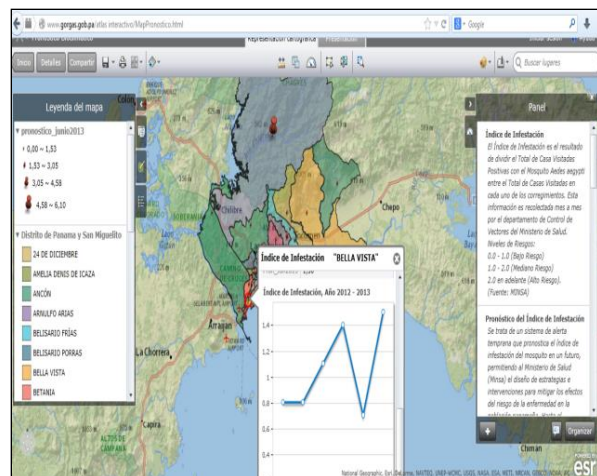 www.gorgas.gob.pa/atlas interactivo/MapPronostico.html
Google
Representación Cartográfica
Presentación
Inicio
Detalles
Compartir
Buscar lugares
Leyenda del mapa
pronostico_junio2013
0,00 ~ 1,53
1,53 ~ 3,05
3,05 ~ 4,58
4,58 ~ 6,10
Distrito de Panama y San Miguelito
24 DE DICIEMBRE
AMELIA DENIS DE ICAZA
ANCÓN
ARNULFO ARIAS
BELISARIO FRÍAS
BELISARIO PORRAS
BELLA VISTA
BETANIA
Chilibre
Chepo
Arraijan
La Chorrera
Capira
ALTOS DE CAMPANA
Chiman
Índice de Infestación "BELLA VISTA"
Índice de Infestación, Año 2012 - 2013
1,4
1,2
1
0,8
0,6
Panel
Índice de Infestación
El Índice de Infestación es el resultado
de dividir el Total de Casa Visitadas
Positivas con el Mosquito Aedes aegypti
entre el Total de Casas Visitadas en
cada uno de los corregimientos. Esta
información es recolectada mes a mes
por el departamento de Control de
Vectores del Ministerio de Salud.
Niveles de Riesgos:
0.0 - 1.0 (Bajo Riesgo)
1.0 - 2.0 (Mediano Riesgo)
2.0 en adelante (Alto Riesgo).
(Fuente: MINSA)
Pronóstico del Índice de Infestación
Se trata de un sistema de alerta
temprana que pronostica el índice de
infestación del mosquito en un futuro,
permitiendo al Ministerio de Salud
(Minsa) el diseño de estrategias e
intervenciones para mitigar los efectos
del riesgo de la enfermedad en la
Organizar
esri